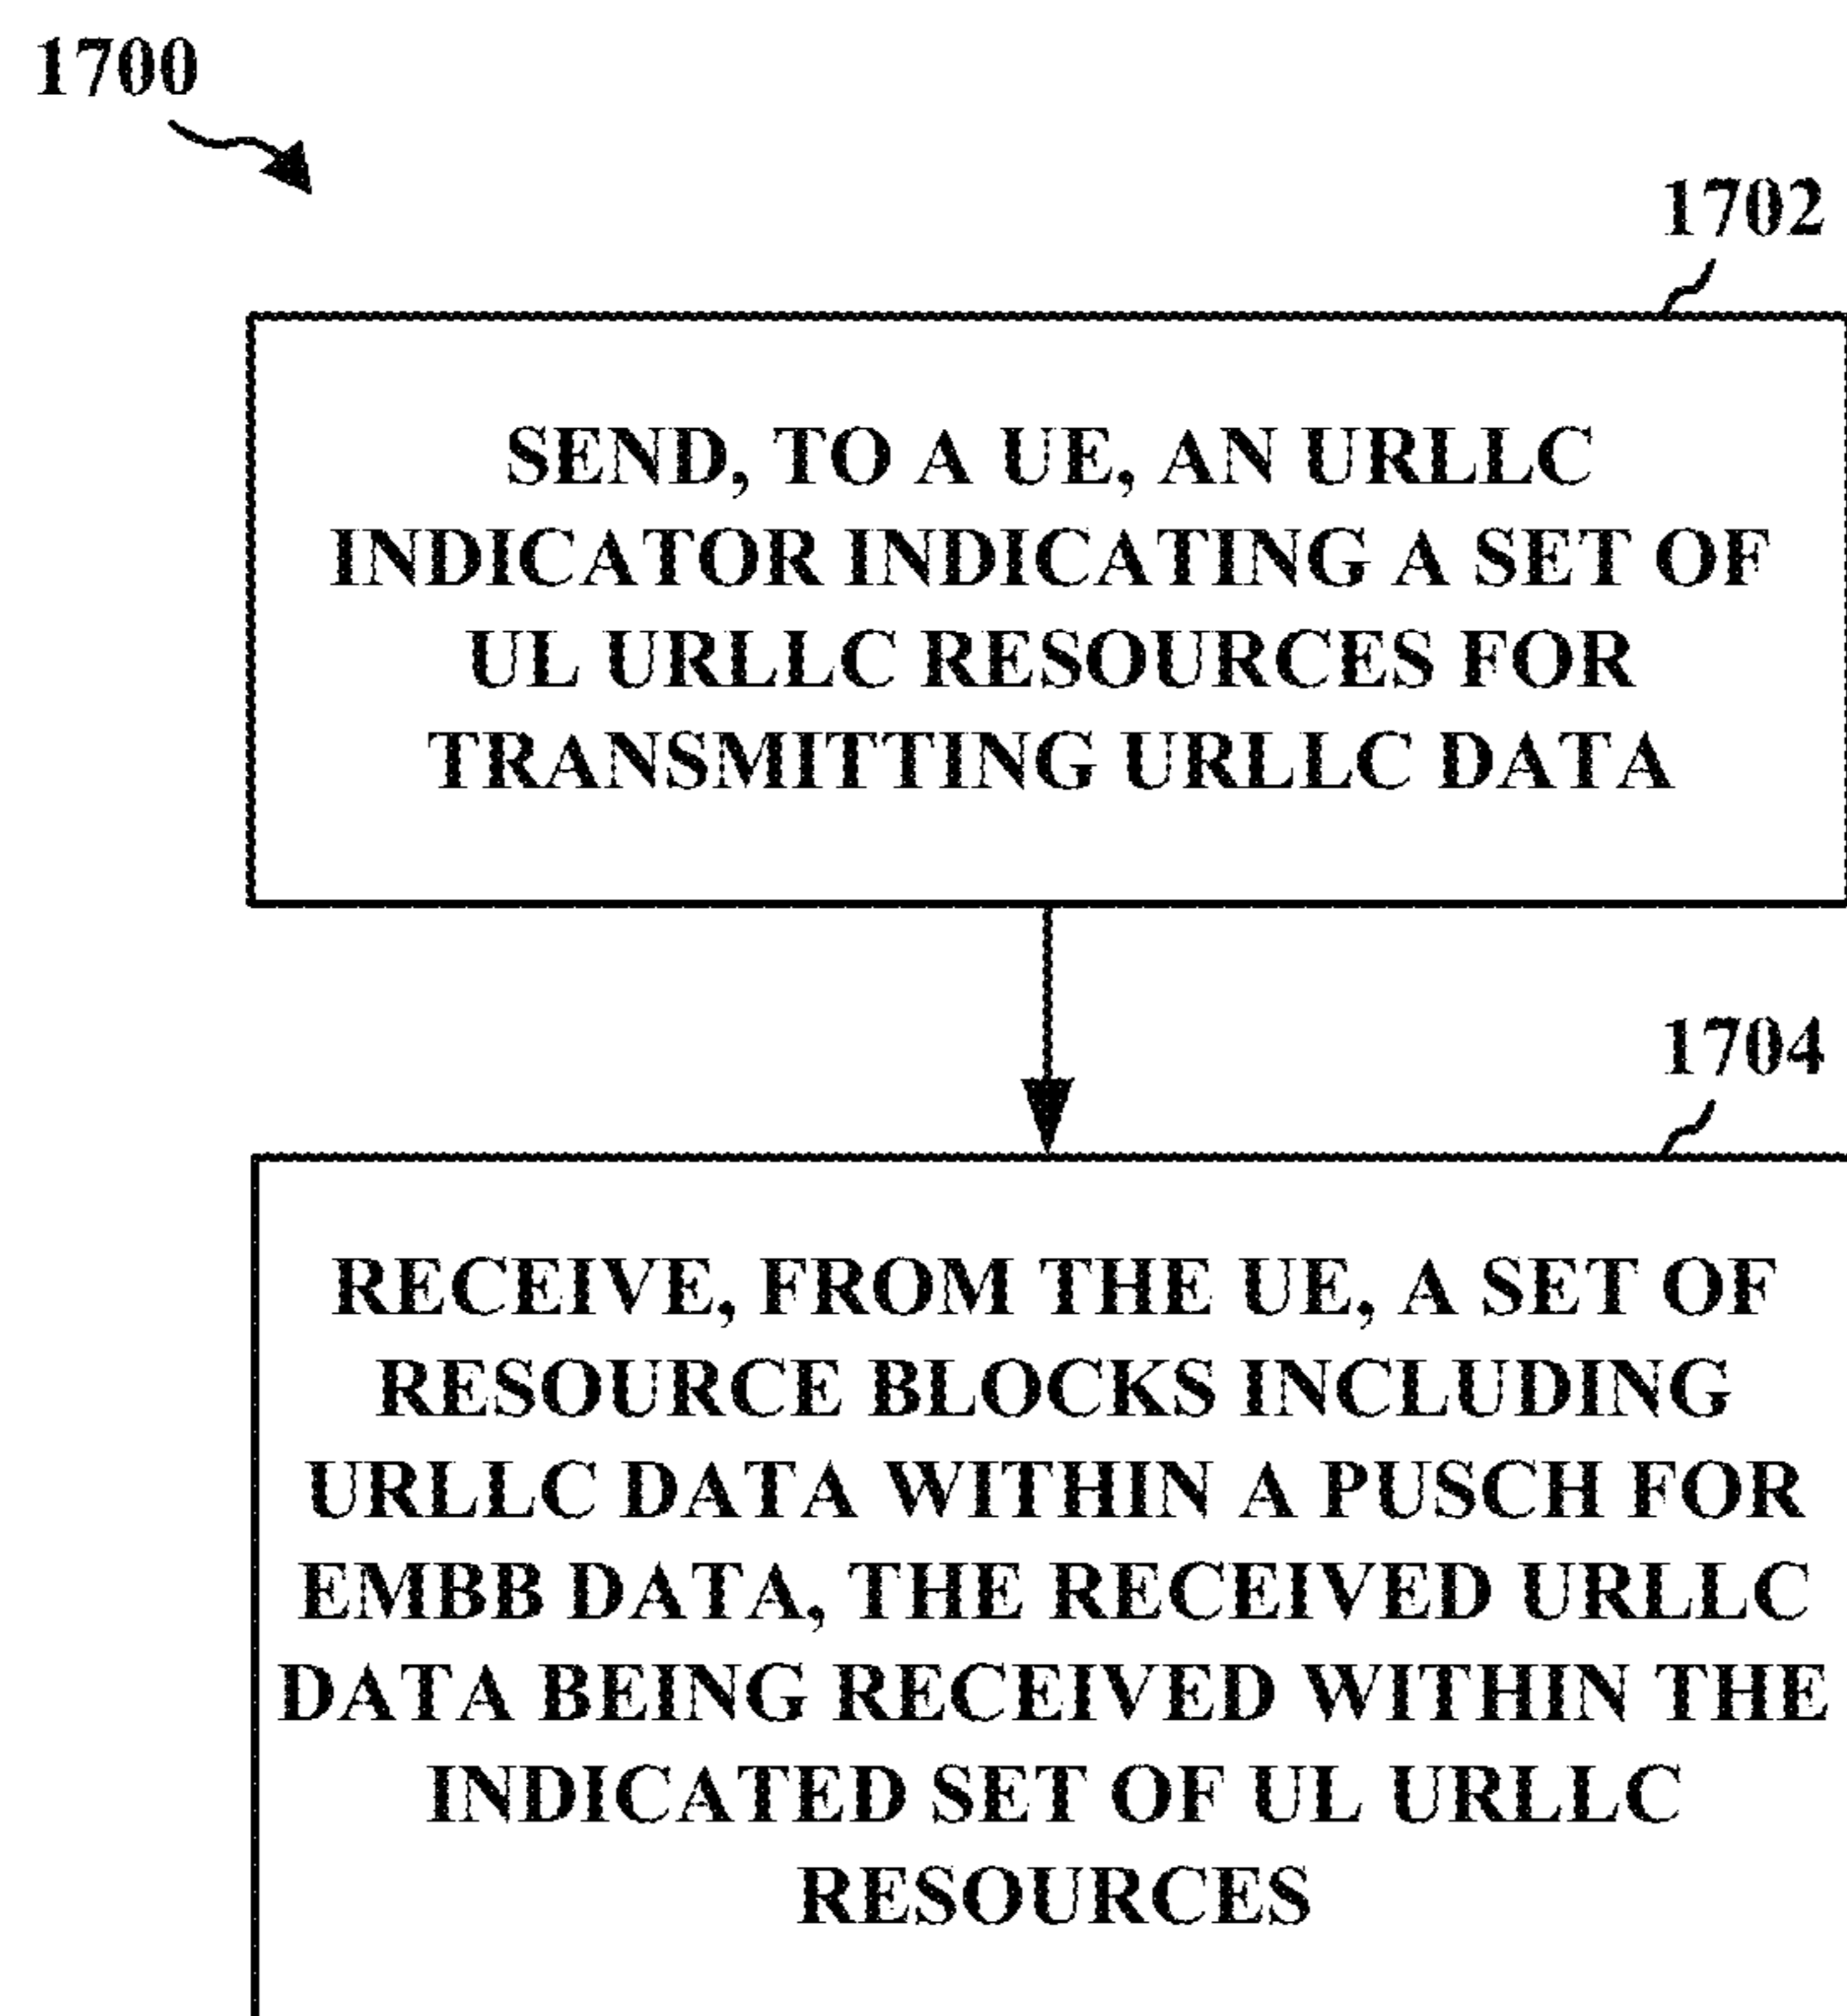 1700
1702
SEND, TO A UE, AN URLLC
INDICATOR INDICATING A SET OF
UL URLLC RESOURCES FOR
TRANSMITTING URLLC DATA
1704
RECEIVE, FROM THE UE, A SET OF
RESOURCE BLOCKS INCLUDING
URLLC DATA WITHIN A PUSCH FOR
EMBB DATA, THE RECEIVED URLLC
DATA BEING RECEIVED WITHIN THE
INDICATED SET OF UL URLLC
RESOURCES